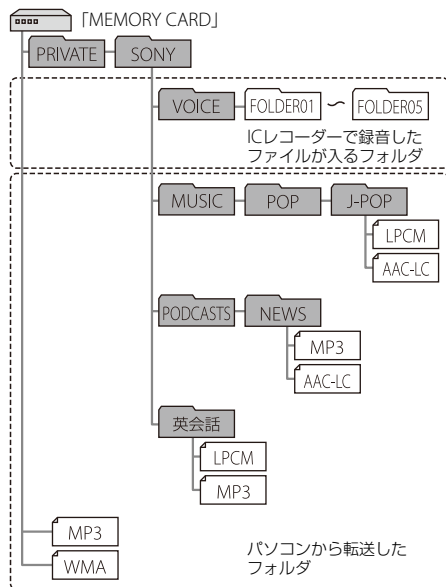 「MEMORY CARD」
PRIVATE SONY
VOICE FOLDER01 〜 FOLDER05
ICレコーダーで録音した
ファイルが入るフォルダ
MUSIC POP J-POP
LPCM
AAC-LC
PODCASTS NEWS
MP3
AAC-LC
英会話
LPCM
MP3
MP3
WMA
パソコンから転送した
フォルダ